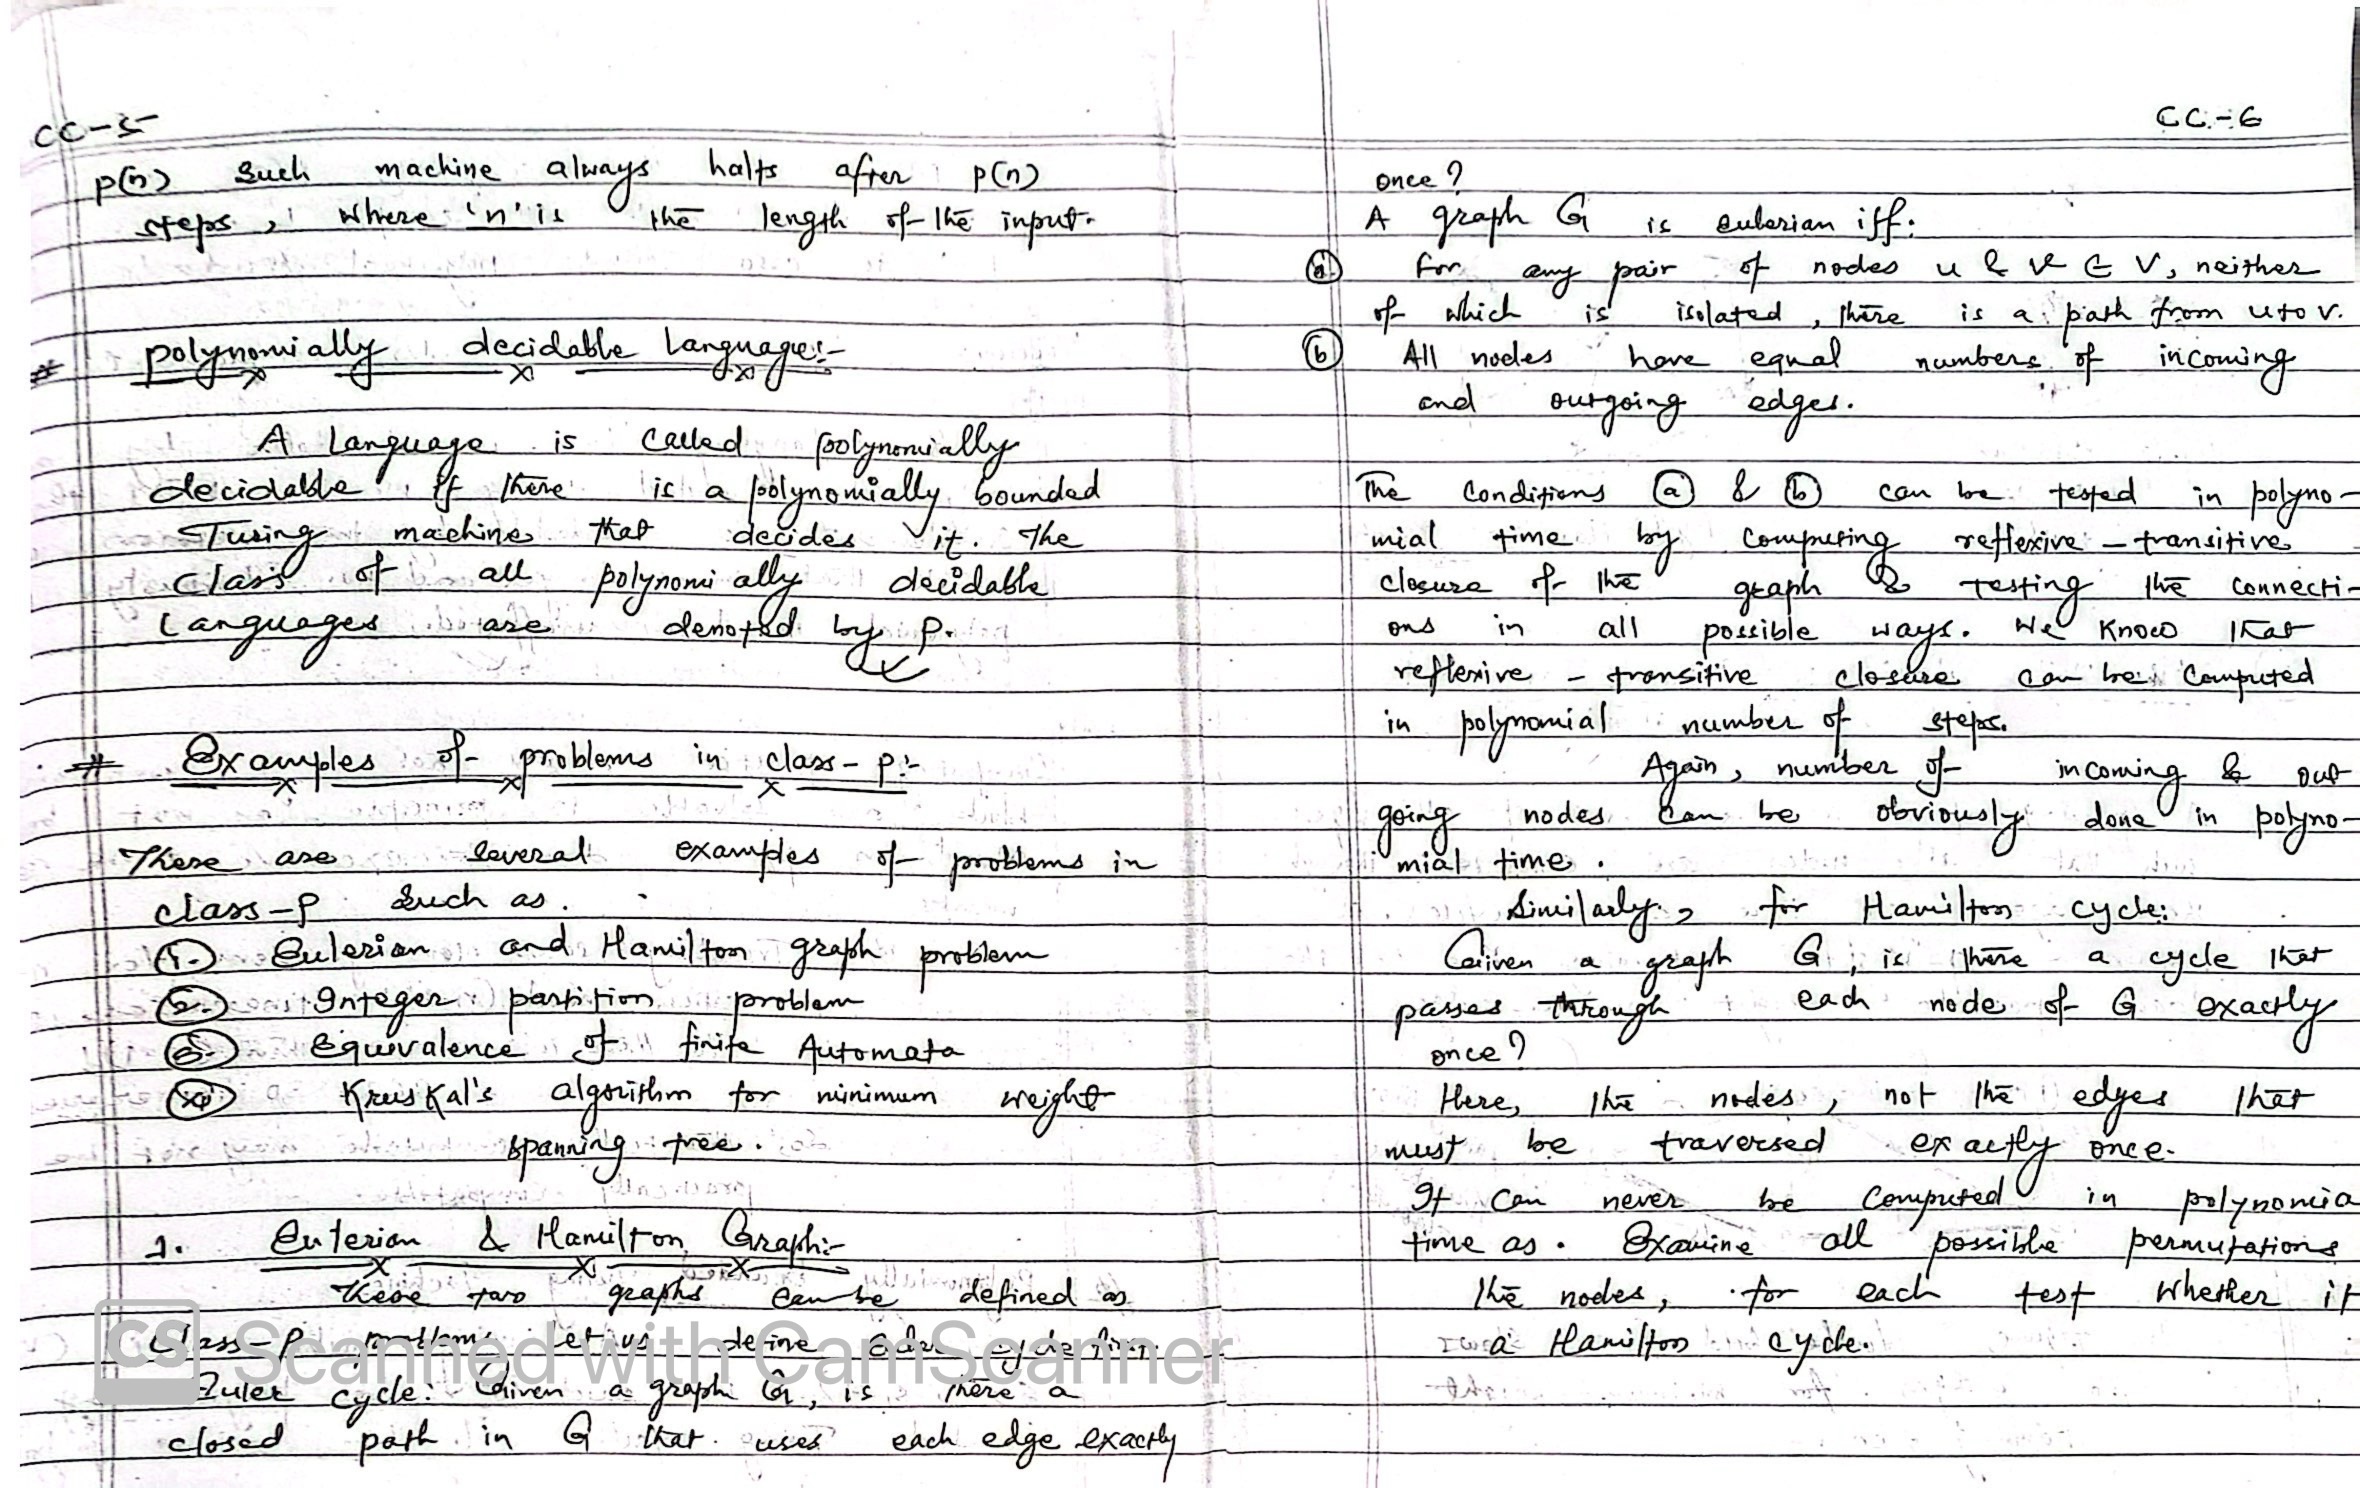 CC-5
p(n) such machine always halts after p(n)
steps, where 'n' is the length of the input.
# polynomially decidable Language:-
A Language is called polynomially
decidable if there is a polynomially bounded
Turing machine that decides it. The
class of all polynomially decidable
Languages are denoted by P.
# Examples of problems in class-P:-
There are several examples of problems in
class-P such as.
1. Eulerian and Hamilton graph problem
2. Integer partition problem
3. Equivalence of finite Automata
Kruskal's algorithm for minimum weight
spanning tree.
1. Eulerian & Hamilton Graph:-
These two graphs can be defined as
class-P problems. Let us define Euler cycle first.
Euler cycle: Given a graph G, is there a
closed path in G that uses each edge exactly
CC-6
once?
A graph G is eulerian iff:
(a) For any pair of nodes u & v ∈ V, neither
of which is isolated, there is a path from u to v.
(b) All nodes have equal numbers of incoming
and outgoing edges.
The conditions (a) & (b) can be tested in polyno-
mial time by computing reflexive-transitive
closure of the graph & testing the connecti-
ons in all possible ways. We know that
reflexive-transitive closure can be computed
in polynomial number of steps.
Again, number of incoming & out
going nodes can be obviously done in polyno-
mial time.
Similarly, for Hamilton cycle:
Given a graph G, is there a cycle that
passes through each node of G exactly
once?
Here, the nodes, not the edges that
must be traversed exactly once.
It can never be computed in polynomia
time as. Examine all possible permutations
the nodes, for each test whether it
a Hamilton cycle.
CS Scanned with CamScanner